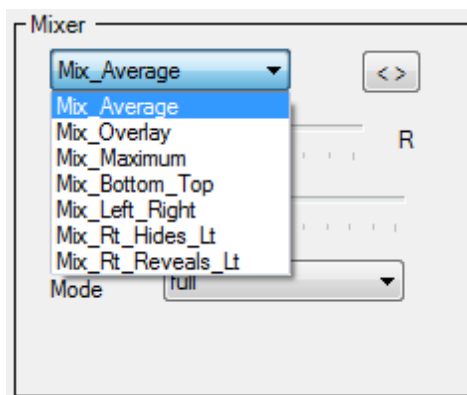 Mixer
Mix_Average
< >
Mix_Average
Mix_Overlay
R
Mix_Maximum
Mix_Bottom_Top
Mix_Left_Right
Mix_Rt_Hides_Lt
Mix_Rt_Reveals_Lt
Mode
full